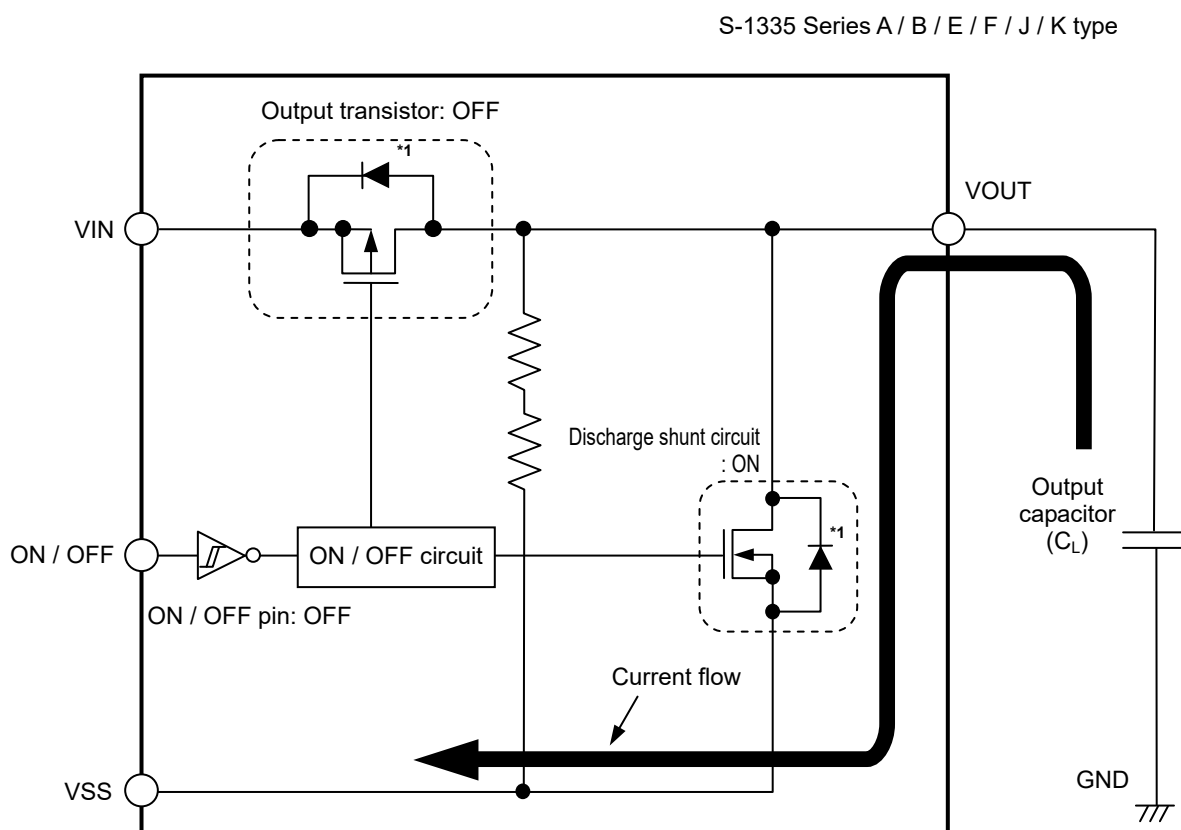 S-1335 Series A / B / E / F / J / K type
Output transistor: OFF
*1
VIN
VOUT
Discharge shunt circuit
: ON
*1
Output
capacitor
(CL)
ON / OFF
ON / OFF circuit
ON / OFF pin: OFF
Current flow
VSS
GND